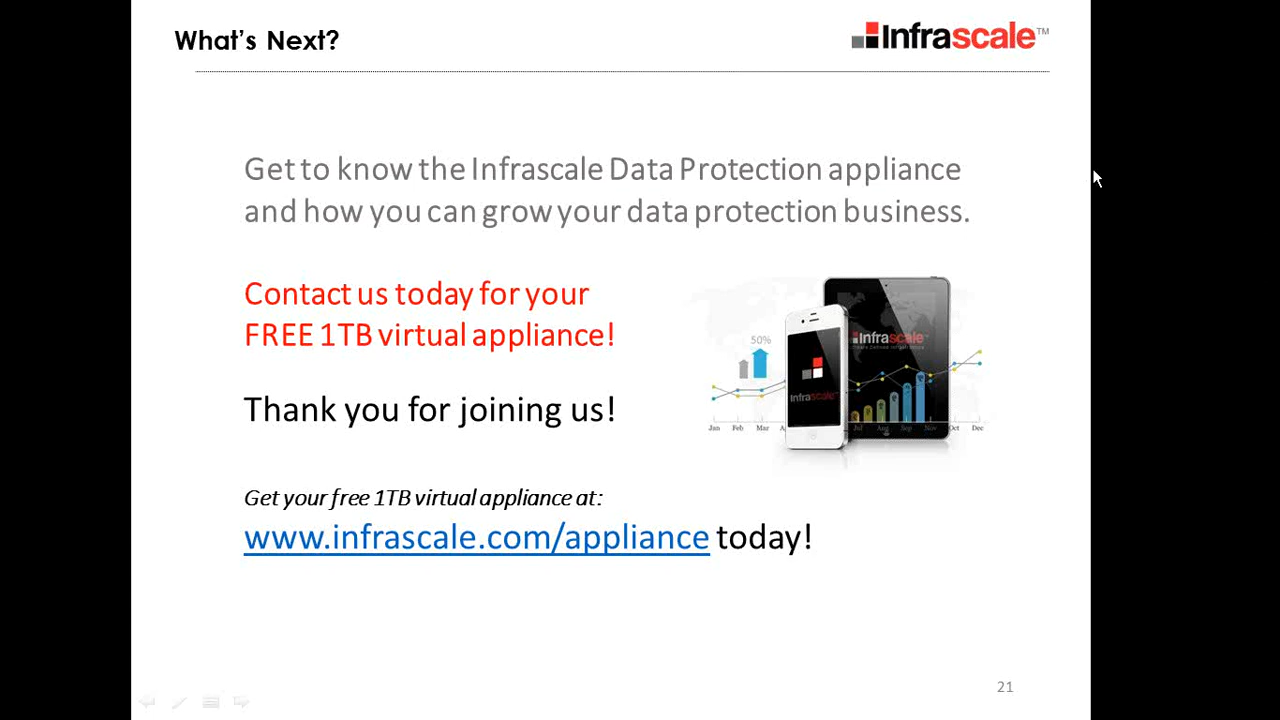 What's Next?
Infrascale™
Get to know the Infrascale Data Protection appliance
and how you can grow your data protection business.
Contact us today for your
FREE 1TB virtual appliance!
50%
Infrascale
Infrascale
Jan Feb Mar Jul Aug Sep Nov Oct Dec
Thank you for joining us!
Get your free 1TB virtual appliance at:
www.infrascale.com/appliance today!
21